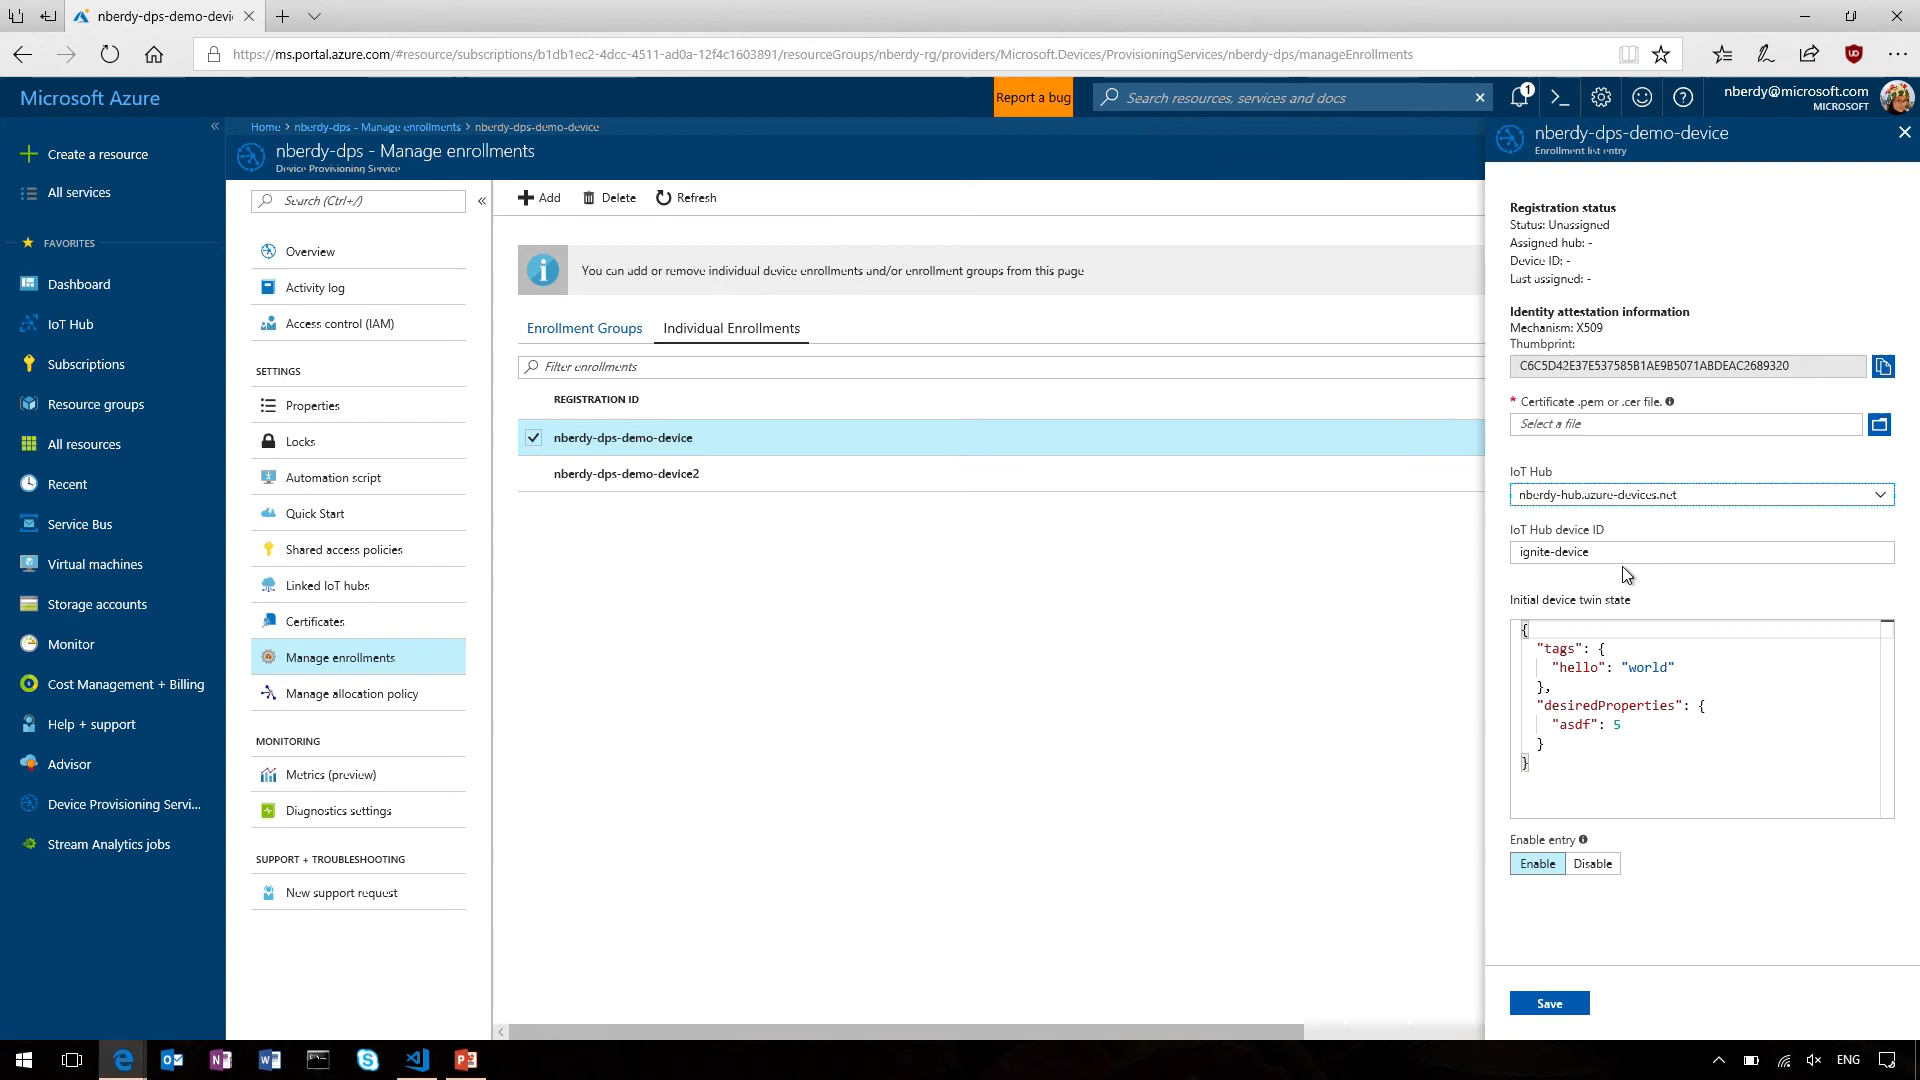 nberdy-dps-demo-devi
https://ms.portal.azure.com/#resource/subscriptions/b1db1ec2-4dcc-4511-ad0a-12f4c1603891/resourceGroups/nberdy-rg/providers/Microsoft.Devices/ProvisioningServices/nberdy-dps/manageEnrollments
Microsoft Azure
Report a bug
Search resources, services and docs
1
nberdy@microsoft.com
MICROSOFT
Create a resource
All services
FAVORITES
Dashboard
IoT Hub
Subscriptions
Resource groups
All resources
Recent
Service Bus
Virtual machines
Storage accounts
Monitor
Cost Management + Billing
Help + support
Advisor
Device Provisioning Servi...
Stream Analytics jobs
Home > nberdy-dps - Manage enrollments > nberdy-dps-demo-device
nberdy-dps - Manage enrollments
Device Provisioning Service
Search (Ctrl+/)
Overview
Activity log
Access control (IAM)
SETTINGS
Properties
Locks
Automation script
Quick Start
Shared access policies
Linked IoT hubs
Certificates
Manage enrollments
Manage allocation policy
MONITORING
Metrics (preview)
Diagnostics settings
SUPPORT + TROUBLESHOOTING
New support request
Add Delete Refresh
You can add or remove individual device enrollments and/or enrollment groups from this page
Enrollment Groups Individual Enrollments
Filter enrollments
REGISTRATION ID
nberdy-dps-demo-device
nberdy-dps-demo-device2
nberdy-dps-demo-device
Enrollment list entry
Registration status
Status: Unassigned
Assigned hub: -
Device ID: -
Last assigned: -
Identity attestation information
Mechanism: X509
Thumbprint:
C6C5D42E37E537585B1AE9B5071ABDEAC2689320
* Certificate .pem or .cer file.
Select a file
IoT Hub
nberdy-hub.azure-devices.net
IoT Hub device ID
ignite-device
Initial device twin state
{
"tags": {
"hello": "world"
},
"desiredProperties": {
"asdf": 5
}
}
Enable entry
Enable Disable
Save
ENG